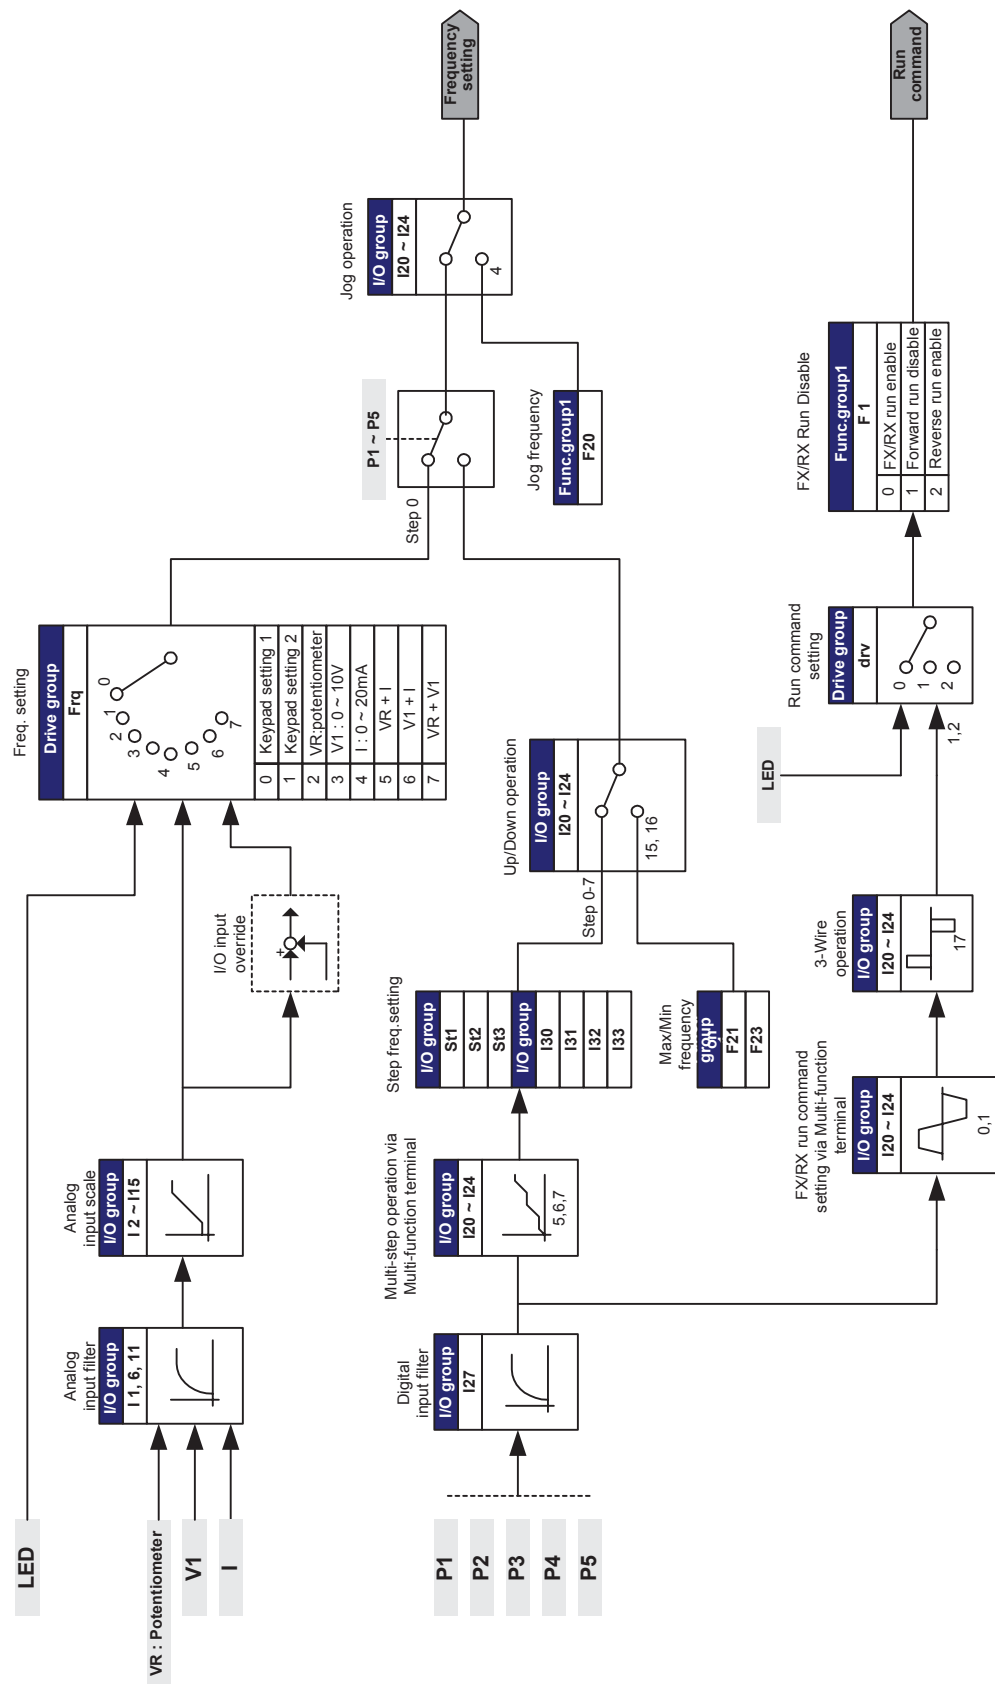 Freq. setting
Drive group
Frq
0
1
2
3
4
5
6
7
0 Keypad setting 1
1 Keypad setting 2
2 VR:potentiometer
3 V1 : 0 ~ 10V
4 I : 0 ~ 20mA
5 VR + I
6 V1 + I
7 VR + V1
LED
VR : Potentiometer
V1
I
Analog
input filter
I/O group
I 1, 6, 11
Analog
input scale
I/O group
I 2 ~ I15
I/O input
override
+
Step 0
P1 ~ P5
Jog operation
I/O group
I20 ~ I24
4
Frequency
setting
Jog frequency
Func.group1
F20
P1
P2
P3
P4
P5
Digital
input filter
I/O group
I27
Multi-step operation via
Multi-function terminal
I/O group
I20 ~ I24
5,6,7
Step freq.setting
I/O group
St1
St2
St3
I/O group
I30
I31
I32
I33
Max/Min
frequency
group
F21
F23
Step 0-7
Up/Down operation
I/O group
I20 ~ I24
15, 16
FX/RX run command
setting via Multi-function
terminal
I/O group
I20 ~ I24
0,1
3-Wire
operation
I/O group
I20 ~ I24
17
LED
1,2
Run command
setting
Drive group
drv
0
1
2
FX/RX Run Disable
Func.group1
F 1
0 FX/RX run enable
1 Forward run disable
2 Reverse run enable
Run
command